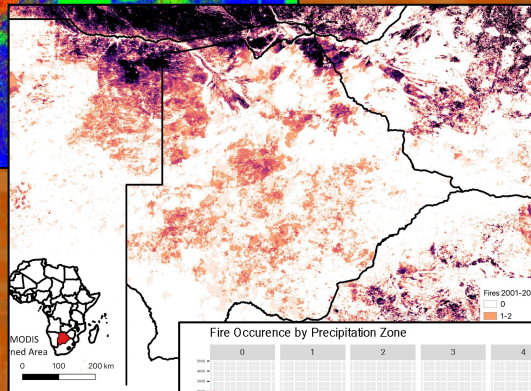 Fires 2001-20
0
1-2
MODIS
ned Area
0 100 200 km
Fire Occurence by Precipitation Zone
0 1 2 3 4